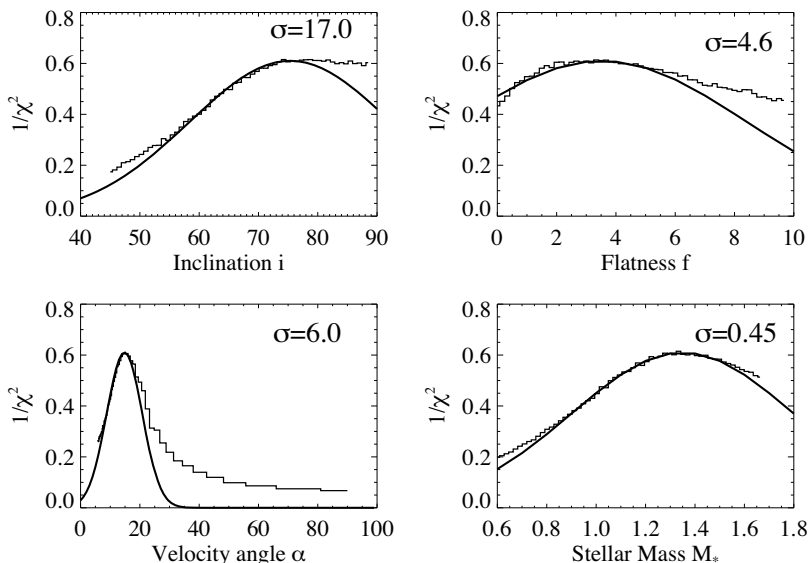 σ=17.0
1/χ²
0.8
0.6
0.4
0.2
0.0
40 50 60 70 80 90
Inclination i
σ=4.6
1/χ²
0.8
0.6
0.4
0.2
0.0
0 2 4 6 8 10
Flatness f
σ=6.0
1/χ²
0.8
0.6
0.4
0.2
0.0
0 20 40 60 80 100
Velocity angle α
σ=0.45
1/χ²
0.8
0.6
0.4
0.2
0.0
0.6 0.8 1.0 1.2 1.4 1.6 1.8
Stellar Mass M*